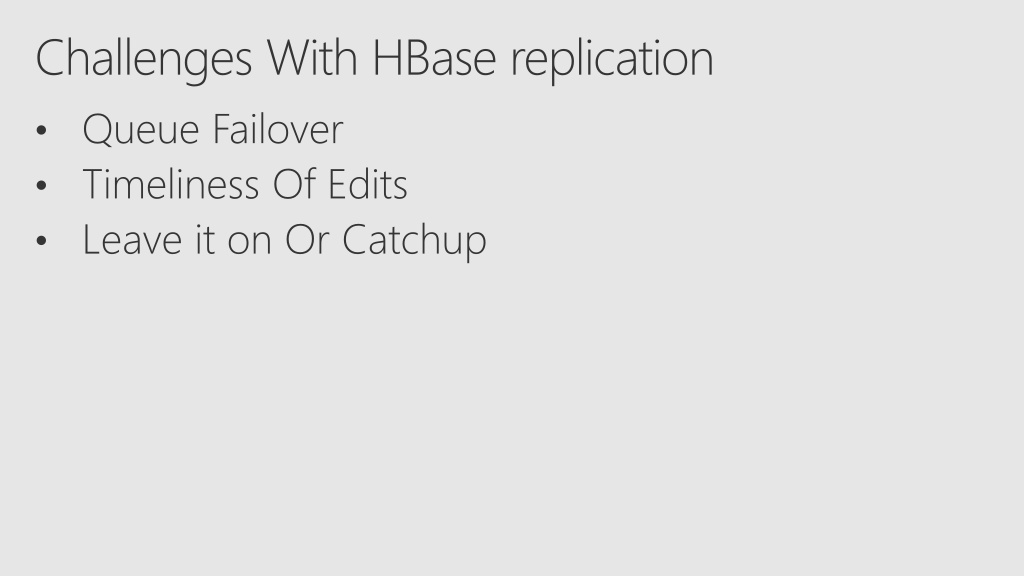 Challenges With HBase replication
• Queue Failover
• Timeliness Of Edits
• Leave it on Or Catchup